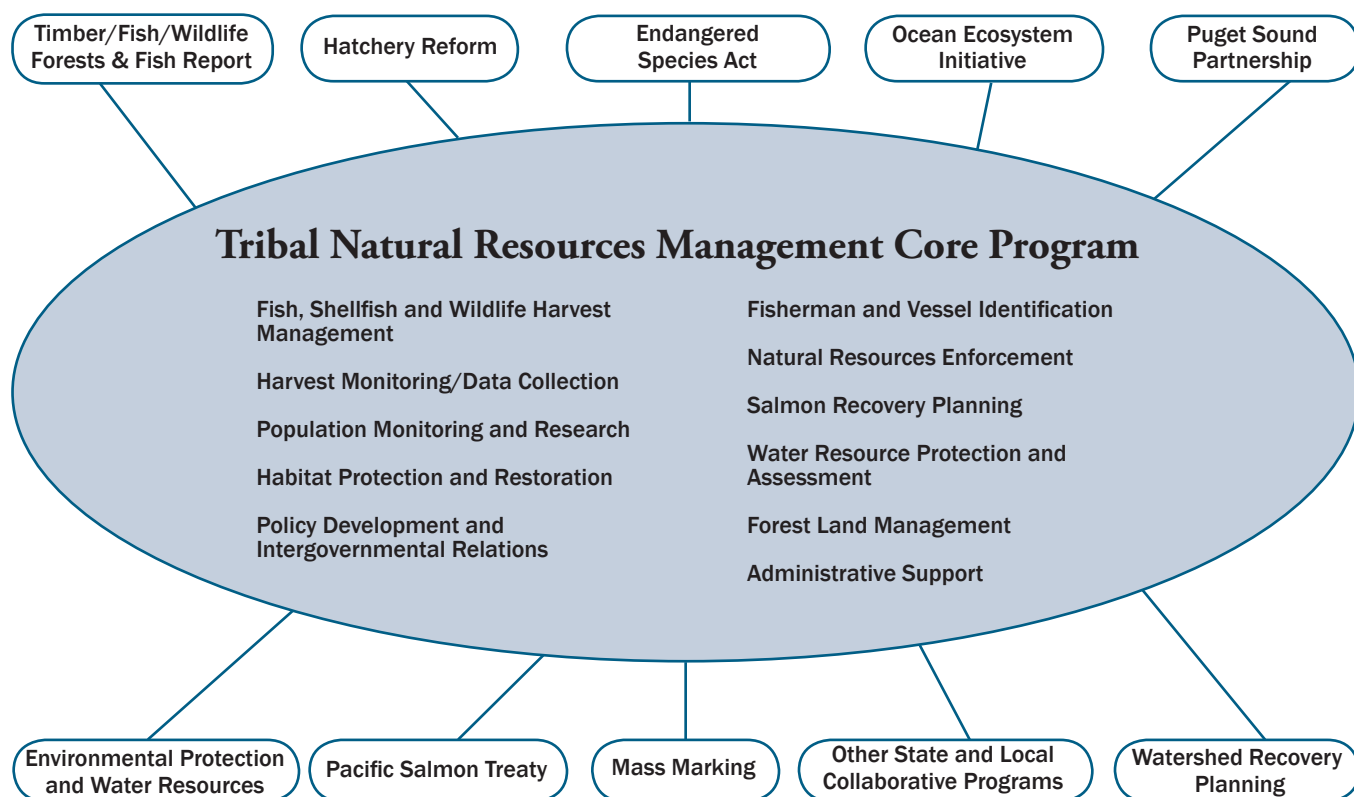 Timber/Fish/Wildlife
Forests & Fish Report
Hatchery Reform
Endangered
Species Act
Ocean Ecosystem
Initiative
Puget Sound
Partnership
Tribal Natural Resources Management Core Program
Fish, Shellfish and Wildlife Harvest
Management
Harvest Monitoring/Data Collection
Population Monitoring and Research
Habitat Protection and Restoration
Policy Development and
Intergovernmental Relations
Fisherman and Vessel Identification
Natural Resources Enforcement
Salmon Recovery Planning
Water Resource Protection and
Assessment
Forest Land Management
Administrative Support
Environmental Protection
and Water Resources
Pacific Salmon Treaty
Mass Marking
Other State and Local
Collaborative Programs
Watershed Recovery
Planning